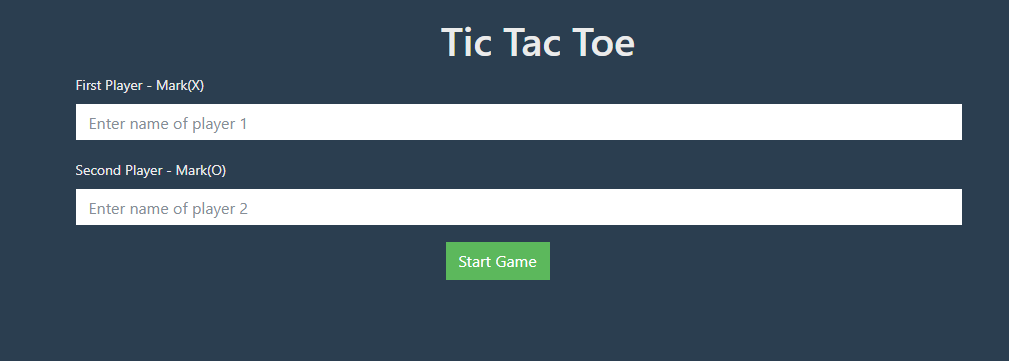 Tic Tac Toe
First Player - Mark(X)
Enter name of player 1
Second Player - Mark(O)
Enter name of player 2
Start Game